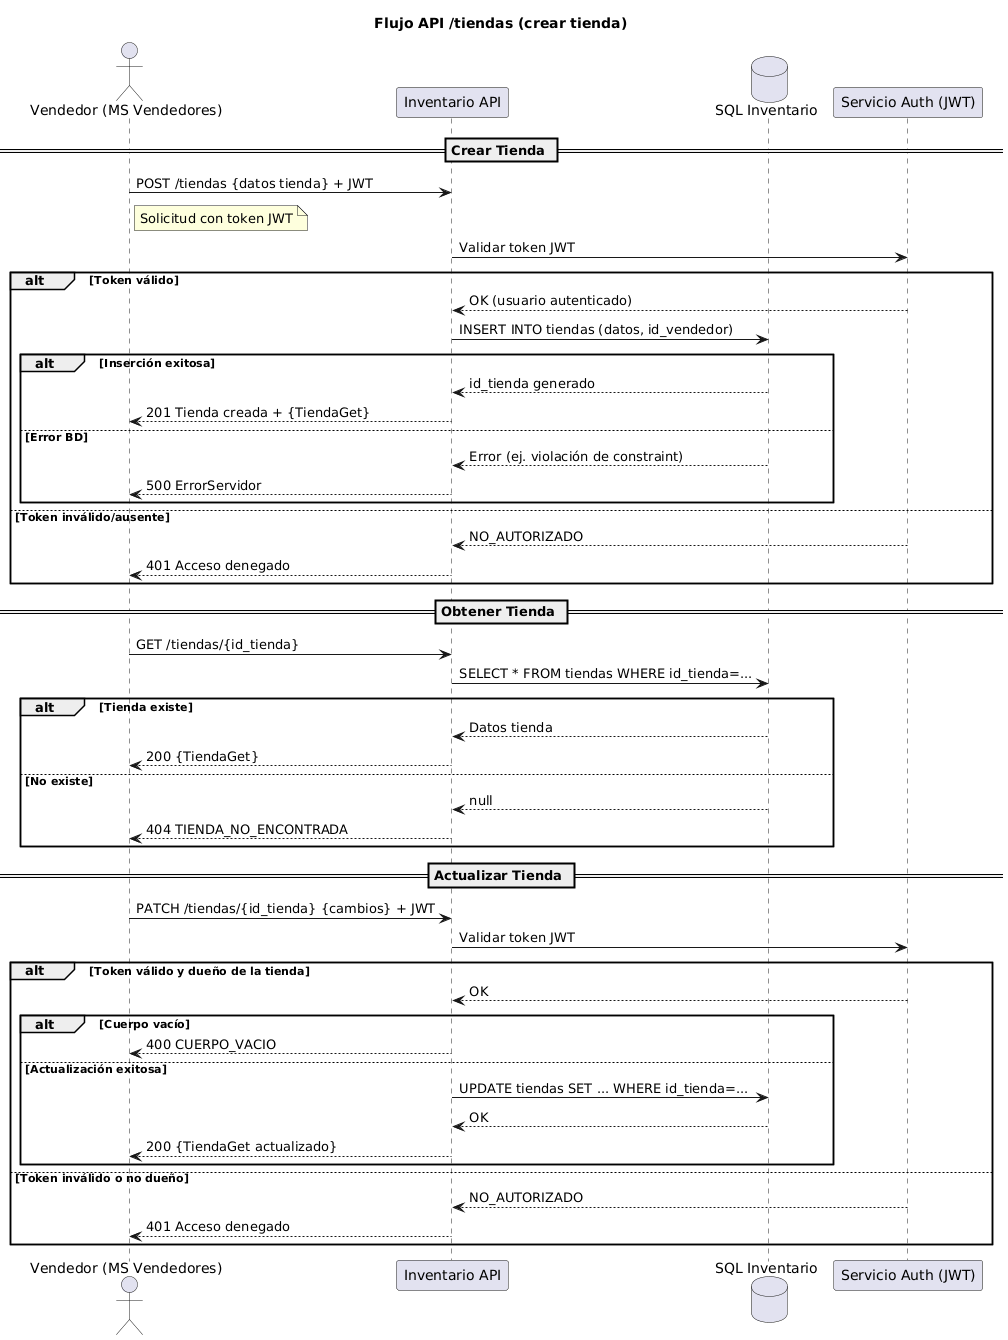 Flujo API /tiendas (crear tienda)
Vendedor (MS Vendedores)
Inventario API
SQL Inventario
Servicio Auth (JWT)
Crear Tienda
POST /tiendas {datos tienda} + JWT
Solicitud con token JWT
Validar token JWT
alt
[Token válido]
OK (usuario autenticado)
INSERT INTO tiendas (datos, id_vendedor)
alt
[Inserción exitosa]
id_tienda generado
201 Tienda creada + {TiendaGet}
[Error BD]
Error (ej. violación de constraint)
500 ErrorServidor
[Token inválido/ausente]
NO_AUTORIZADO
401 Acceso denegado
Obtener Tienda
GET /tiendas/{id_tienda}
SELECT * FROM tiendas WHERE id_tienda=...
alt
[Tienda existe]
Datos tienda
200 {TiendaGet}
[No existe]
null
404 TIENDA_NO_ENCONTRADA
Actualizar Tienda
PATCH /tiendas/{id_tienda} {cambios} + JWT
Validar token JWT
alt
[Token válido y dueño de la tienda]
OK
alt
[Cuerpo vacío]
400 CUERPO_VACIO
[Actualización exitosa]
UPDATE tiendas SET ... WHERE id_tienda=...
OK
200 {TiendaGet actualizado}
[Token inválido o no dueño]
NO_AUTORIZADO
401 Acceso denegado
Vendedor (MS Vendedores)
Inventario API
SQL Inventario
Servicio Auth (JWT)